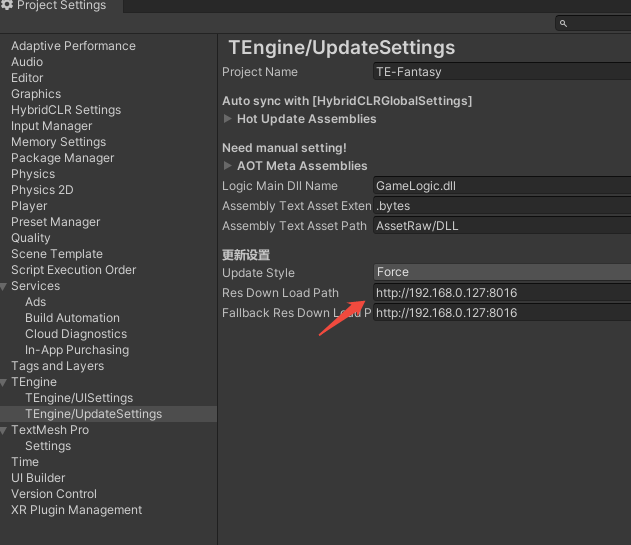 Project Settings
Adaptive Performance
Audio
Editor
Graphics
HybridCLR Settings
Input Manager
Memory Settings
Package Manager
Physics
Physics 2D
Player
Preset Manager
Quality
Scene Template
Script Execution Order
Services
Ads
Build Automation
Cloud Diagnostics
In-App Purchasing
Tags and Layers
TEngine
TEngine/UISettings
TEngine/UpdateSettings
TextMesh Pro
Settings
Time
UI Builder
Version Control
XR Plugin Management
TEngine/UpdateSettings
Project Name TE-Fantasy
Auto sync with [HybridCLRGlobalSettings]
Hot Update Assemblies
Need manual setting!
AOT Meta Assemblies
Logic Main Dll Name GameLogic.dll
Assembly Text Asset Exten .bytes
Assembly Text Asset Path AssetRaw/DLL
更新设置
Update Style Force
Res Down Load Path http://192.168.0.127:8016
Fallback Res Down Load P http://192.168.0.127:8016